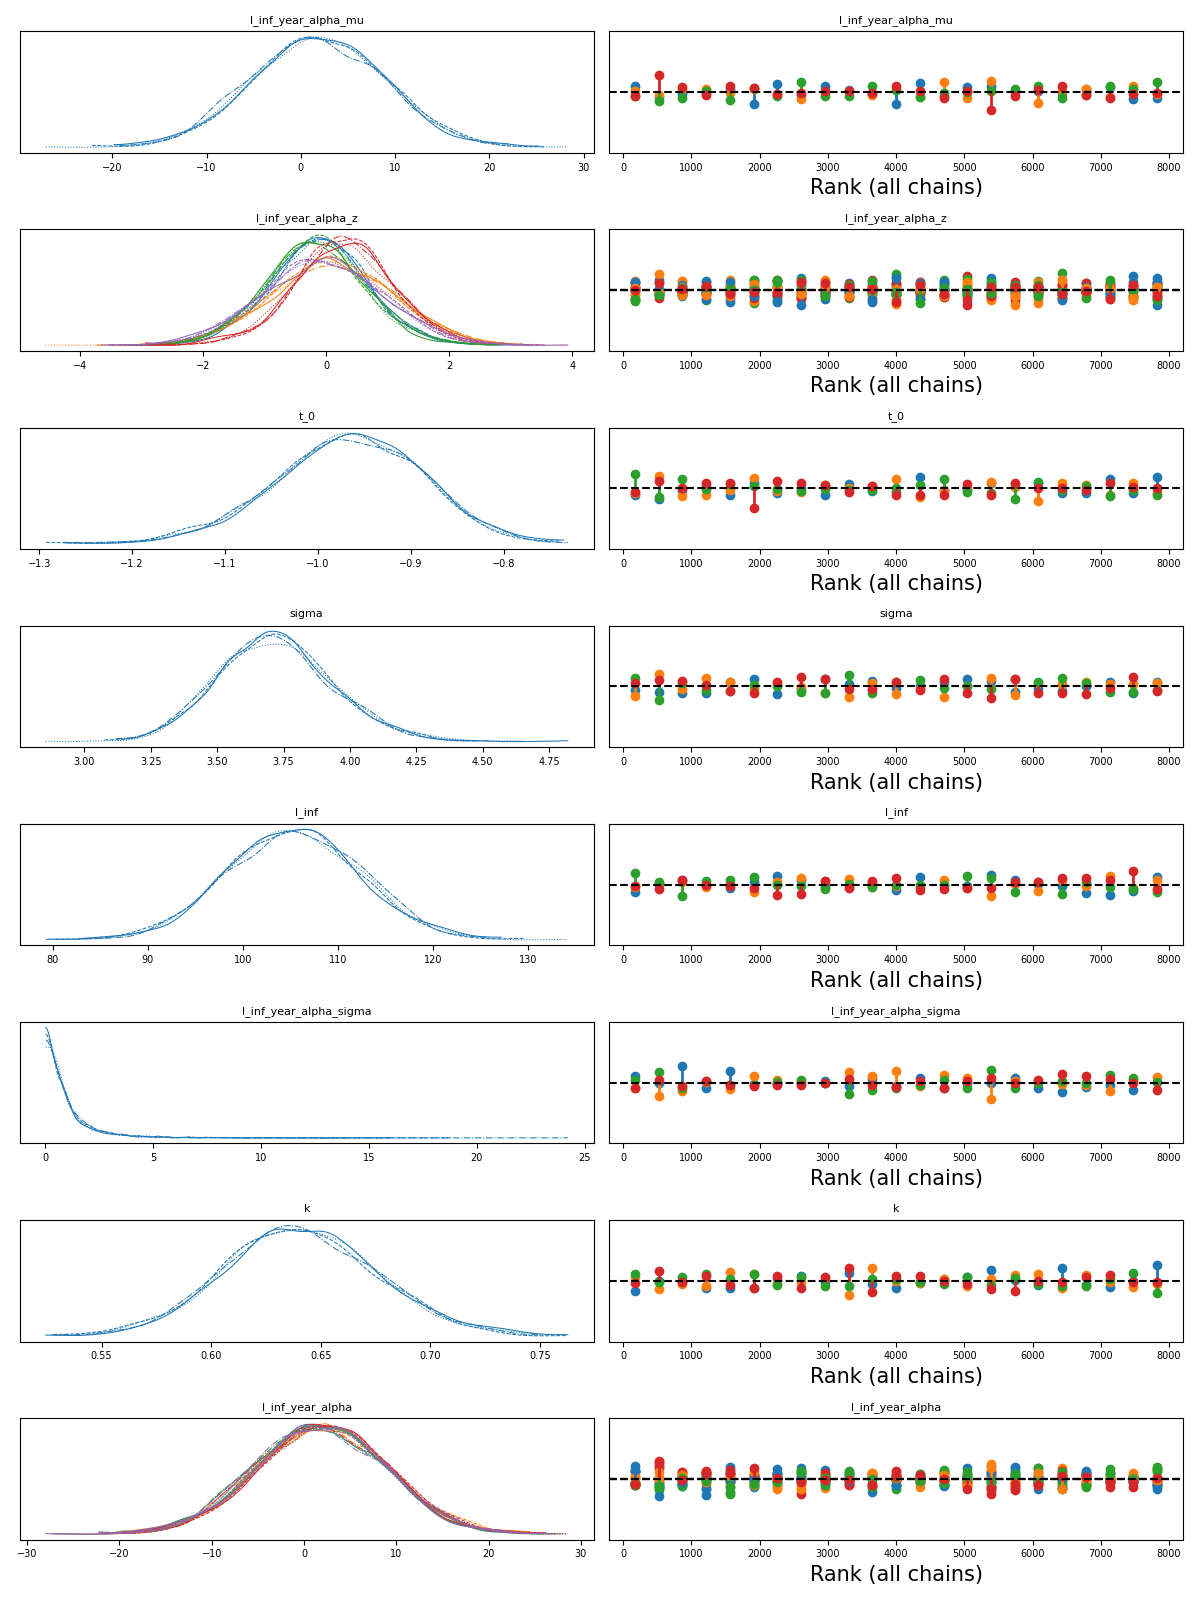 l_inf_year_alpha_mu l_inf_year_alpha_mu
−20 −10 0 10 20 30 0 1000 2000 3000 4000 5000 6000 7000 8000
Rank (all chains)
l_inf_year_alpha_z l_inf_year_alpha_z
−4 −2 0 2 4 0 1000 2000 3000 4000 5000 6000 7000 8000
Rank (all chains)
t_0 t_0
−1.3 −1.2 −1.1 −1.0 −0.9 −0.8 0 1000 2000 3000 4000 5000 6000 7000 8000
Rank (all chains)
sigma sigma
3.00 3.25 3.50 3.75 4.00 4.25 4.50 4.75 0 1000 2000 3000 4000 5000 6000 7000 8000
Rank (all chains)
l_inf l_inf
80 90 100 110 120 130 0 1000 2000 3000 4000 5000 6000 7000 8000
Rank (all chains)
l_inf_year_alpha_sigma l_inf_year_alpha_sigma
0 5 10 15 20 25 0 1000 2000 3000 4000 5000 6000 7000 8000
Rank (all chains)
k k
0.55 0.60 0.65 0.70 0.75 0 1000 2000 3000 4000 5000 6000 7000 8000
Rank (all chains)
l_inf_year_alpha l_inf_year_alpha
−30 −20 −10 0 10 20 30 0 1000 2000 3000 4000 5000 6000 7000 8000
Rank (all chains)